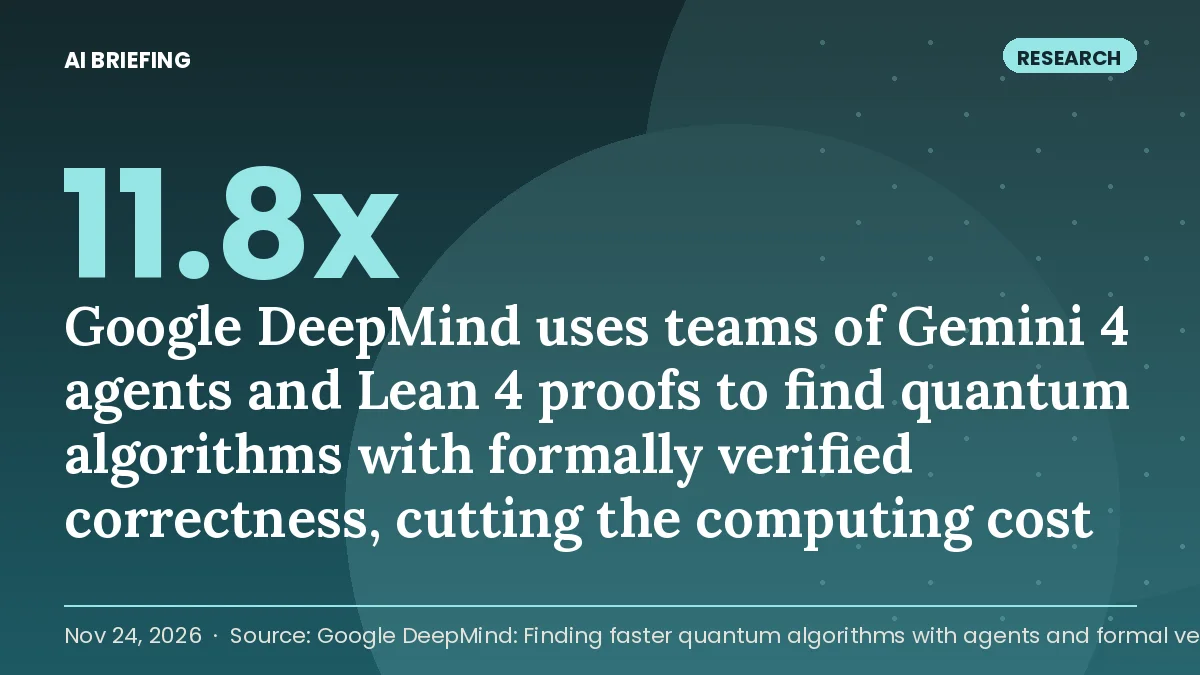 AI BRIEFING
RESEARCH
11.8x
Google DeepMind uses teams of Gemini 4
agents and Lean 4 proofs to find quantum
algorithms with formally verified
correctness, cutting the computing cost
Nov 24, 2026 · Source: Google DeepMind: Finding faster quantum algorithms with agents and formal ve